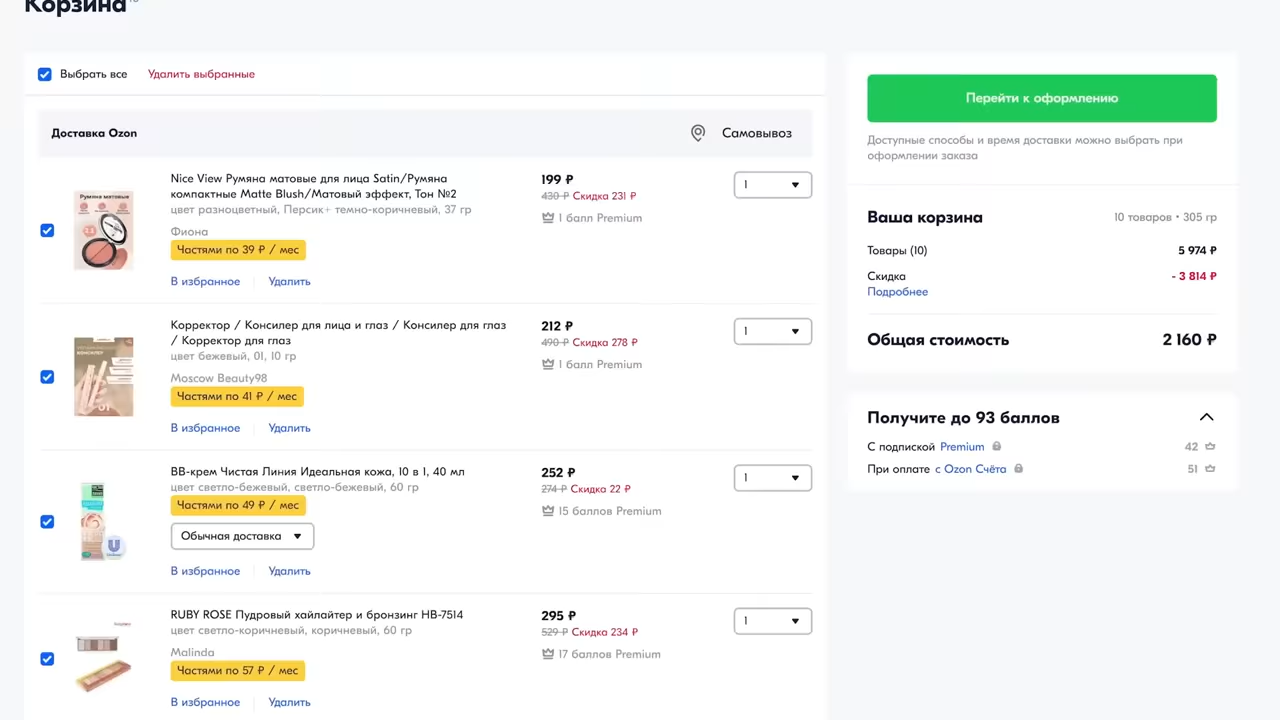 Корзина
Выбрать все
Удалить выбранные
Доставка Ozon
Самовывоз
Nice View Румяна матовые для лица Satin/Румяна
компактные Matte Blush/Матовый эффект, Тон №2
цвет разноцветный, Персик+ темно-коричневый, 37 гр
Фиона
Частями по 39 ₽ / мес
В избранное
Удалить
199 ₽
430 ₽ Скидка 231 ₽
1 балл Premium
1
Румяна матовые
Корректор / Консилер для лица и глаз / Консилер для глаз
/ Корректор для глаз
цвет бежевый, 01, 10 гр
Moscow Beauty98
Частями по 41 ₽ / мес
В избранное
Удалить
212 ₽
490 ₽ Скидка 278 ₽
1 балл Premium
1
КОНСИЛЕР
01
BB-крем Чистая Линия Идеальная кожа, 10 в 1, 40 мл
цвет светло-бежевый, светло-бежевый, 60 гр
Частями по 49 ₽ / мес
Обычная доставка
В избранное
Удалить
252 ₽
274 ₽ Скидка 22 ₽
15 баллов Premium
1
RUBY ROSE Пудровый хайлайтер и бронзинг HB-7514
цвет светло-коричневый, коричневый, 60 гр
Malinda
Частями по 57 ₽ / мес
В избранное
Удалить
295 ₽
529 ₽ Скидка 234 ₽
17 баллов Premium
1
Перейти к оформлению
Доступные способы и время доставки можно выбрать при
оформлении заказа
Ваша корзина
10 товаров • 305 гр
Товары (10)
5 974 ₽
Скидка
- 3 814 ₽
Подробнее
Общая стоимость
2 160 ₽
Получите до 93 баллов
С подпиской Premium
42
При оплате с Ozon Счёта
51